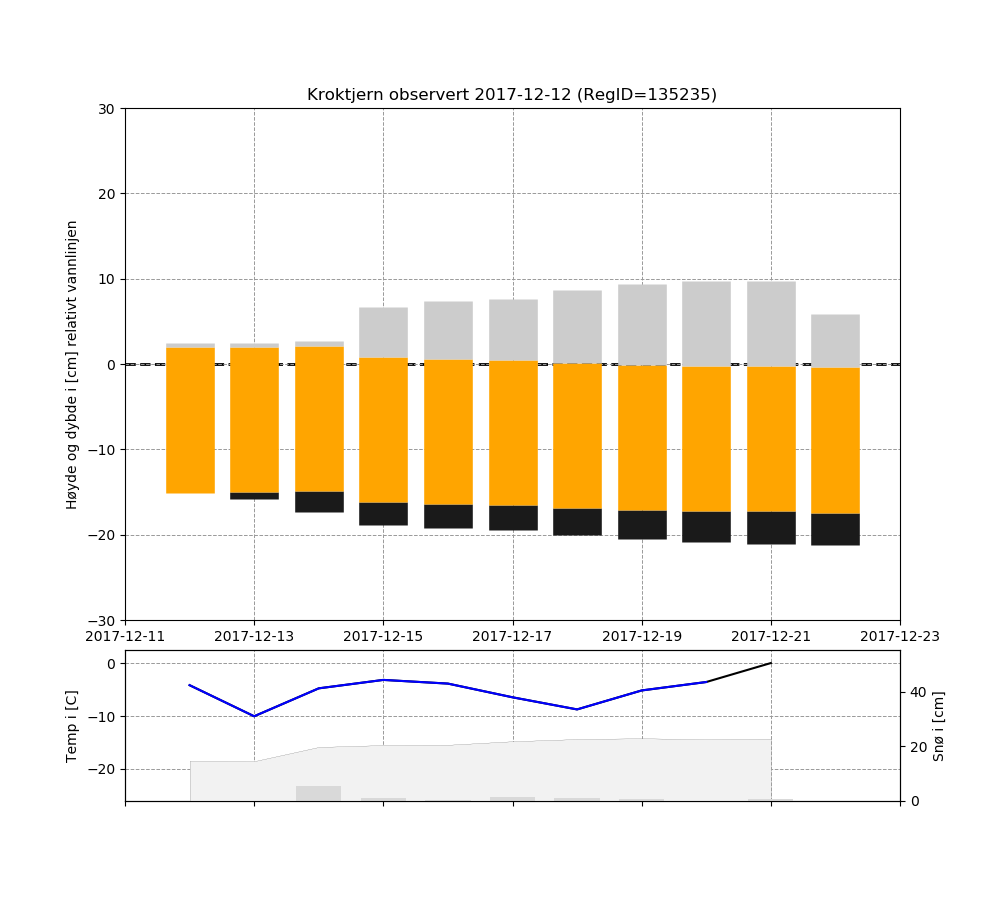 Kroktjern observert 2017-12-12 (RegID=135235)
30
20
10
0
−10
−20
−30
Høyde og dybde i [cm] relativt vannlinjen
2017-12-11 2017-12-13 2017-12-15 2017-12-17 2017-12-19 2017-12-21 2017-12-23
0
−10
−20
Temp i [C]
40
20
0
Snø i [cm]